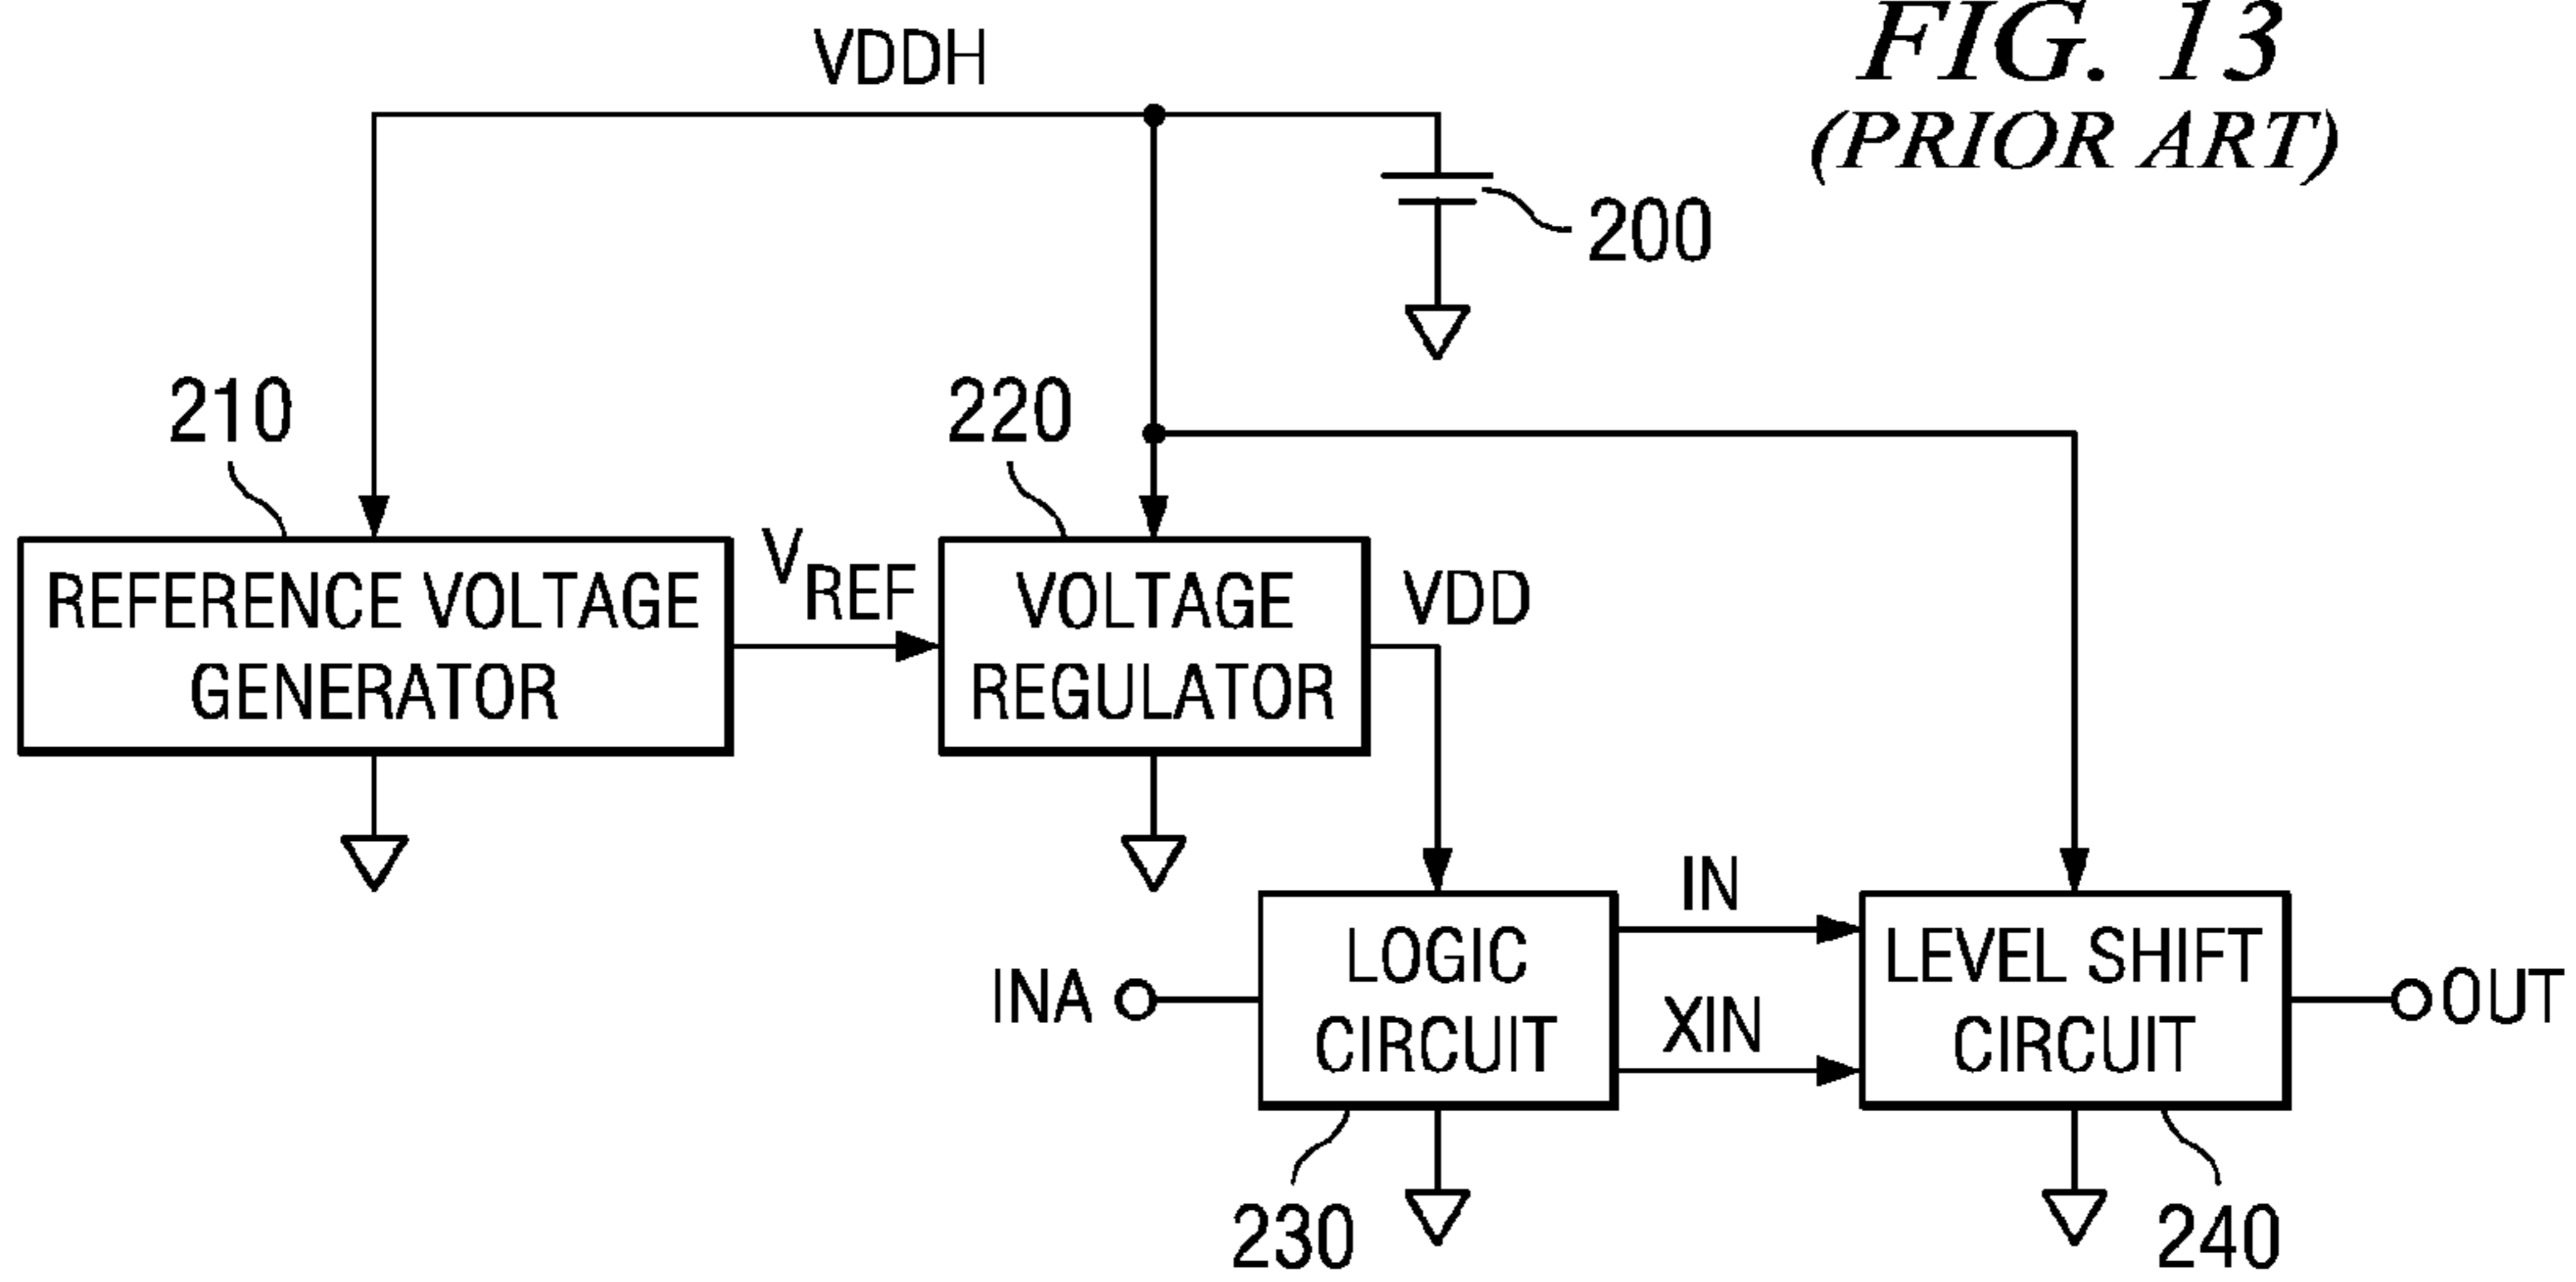 FIG. 13
(PRIOR ART)
VDDH
200
210
220
REFERENCE VOLTAGE
GENERATOR
VREF
VOLTAGE
REGULATOR
VDD
INA
LOGIC
CIRCUIT
IN
XIN
LEVEL SHIFT
CIRCUIT
OUT
230
240